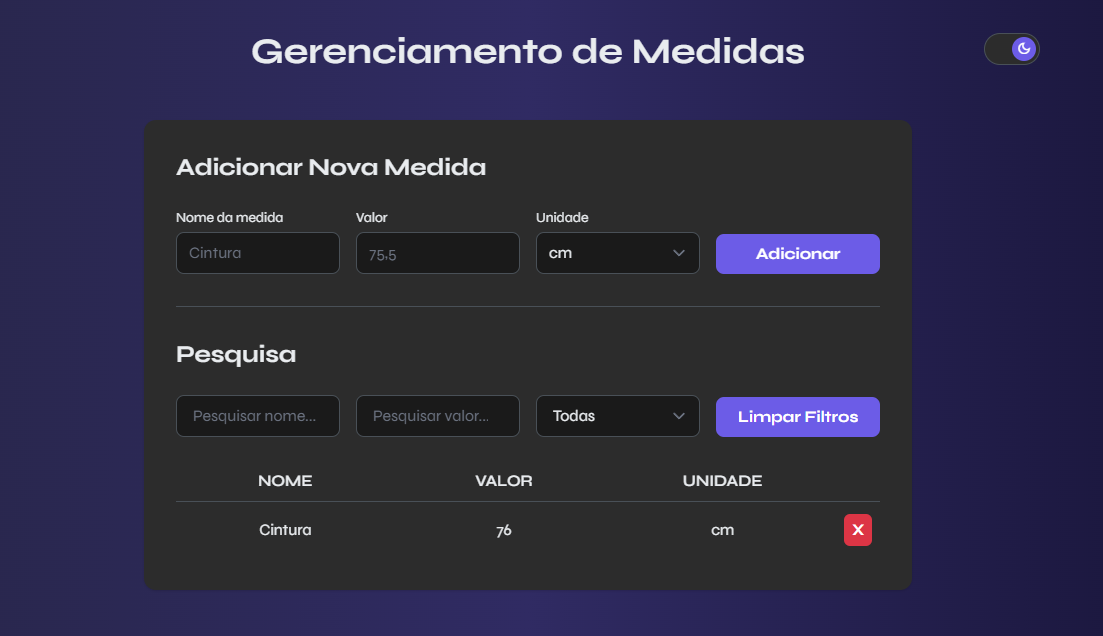 Gerenciamento de Medidas
Adicionar Nova Medida
Nome da medida Valor Unidade
Cintura 75.5 cm Adicionar
Pesquisa
Pesquisar nome... Pesquisar valor... Todas Limpar Filtros
NOME VALOR UNIDADE
Cintura 76 cm X